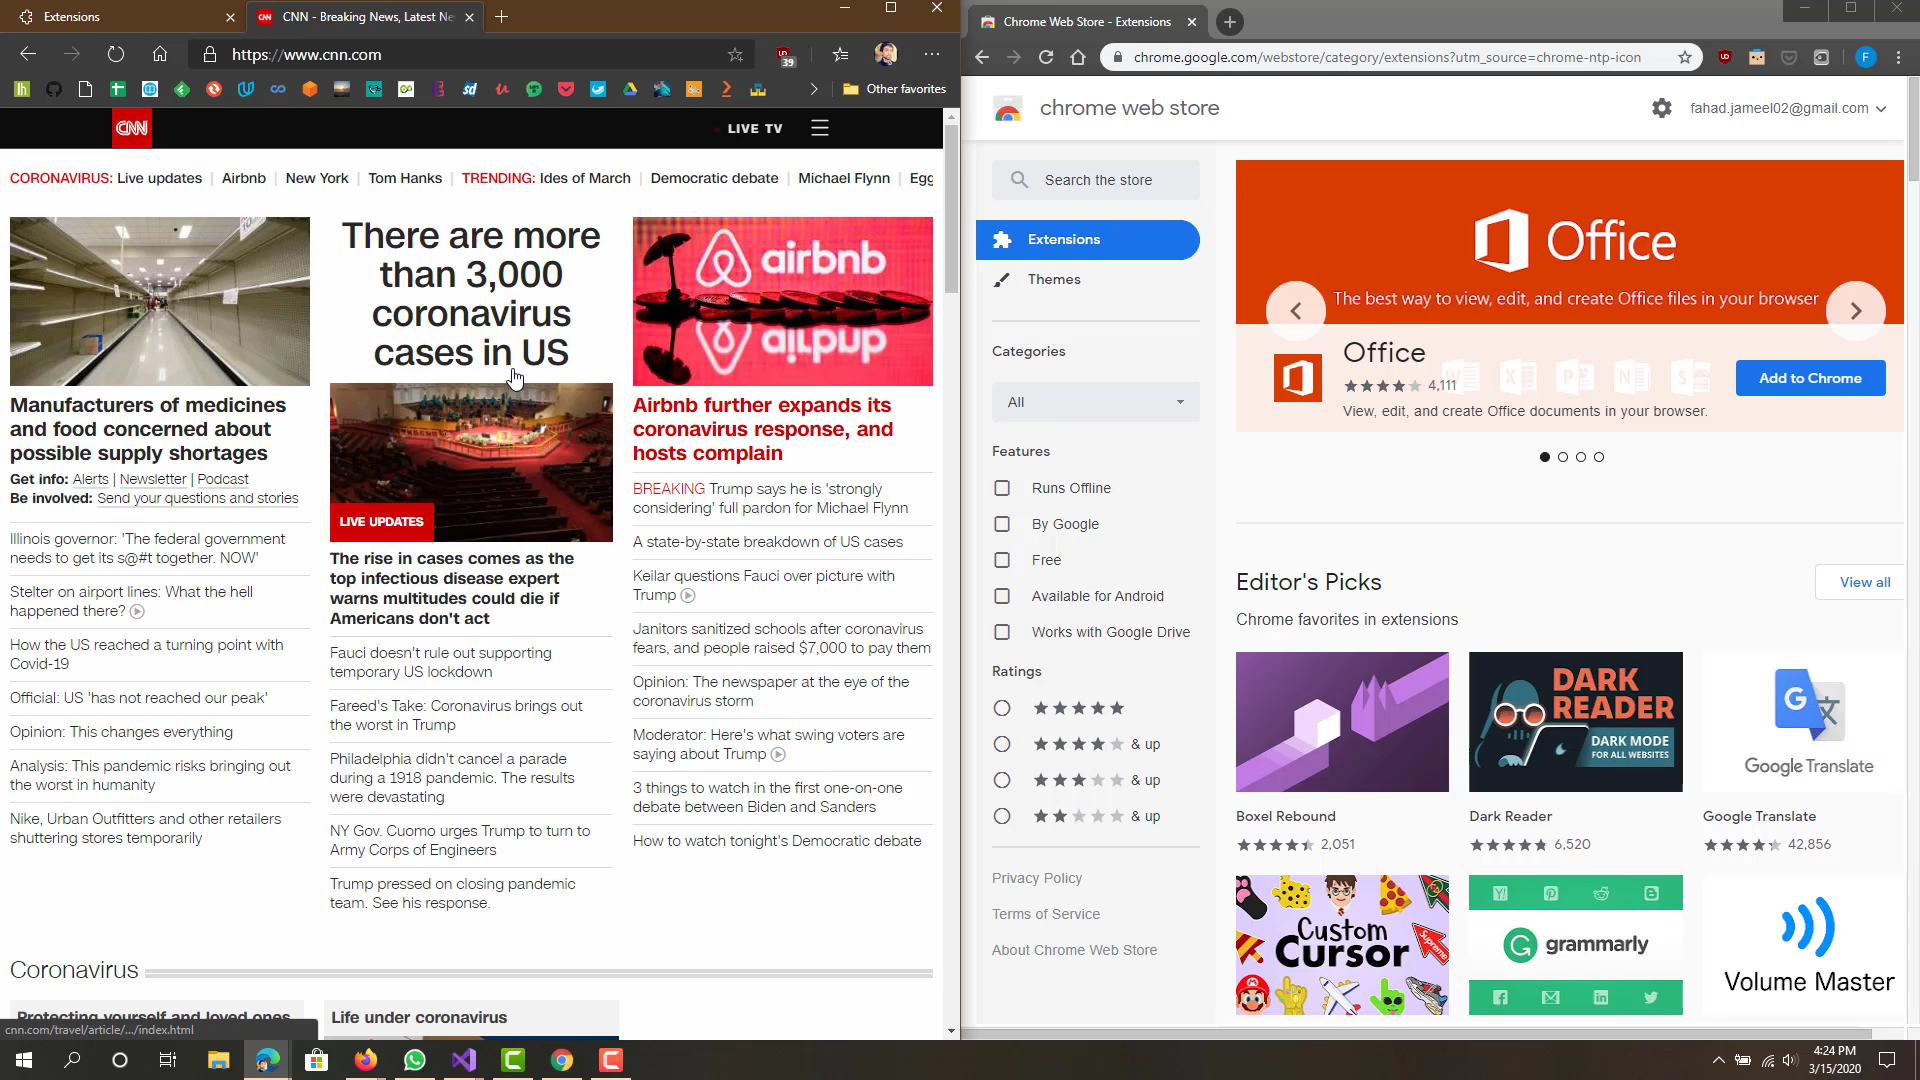 Extensions
CNN - Breaking News, Latest Ne
https://www.cnn.com
39
Other favorites
CNN
LIVE TV
CORONAVIRUS: Live updates | Airbnb | New York | Tom Hanks | TRENDING: Ides of March | Democratic debate | Michael Flynn | Egg
Manufacturers of medicines
and food concerned about
possible supply shortages
Get info: Alerts | Newsletter | Podcast
Be involved: Send your questions and stories
Illinois governor: 'The federal government
needs to get its s@#t together. NOW'
Stelter on airport lines: What the hell
happened there?
How the US reached a turning point with
Covid-19
Official: US 'has not reached our peak'
Opinion: This changes everything
Analysis: This pandemic risks bringing out
the worst in humanity
Nike, Urban Outfitters and other retailers
shuttering stores temporarily
There are more
than 3,000
coronavirus
cases in US
LIVE UPDATES
The rise in cases comes as the
top infectious disease expert
warns multitudes could die if
Americans don't act
Fauci doesn't rule out supporting
temporary US lockdown
Fareed's Take: Coronavirus brings out
the worst in Trump
Philadelphia didn't cancel a parade
during a 1918 pandemic. The results
were devastating
NY Gov. Cuomo urges Trump to turn to
Army Corps of Engineers
Trump pressed on closing pandemic
team. See his response.
airbnb
Airbnb further expands its
coronavirus response, and
hosts complain
BREAKING Trump says he is 'strongly
considering' full pardon for Michael Flynn
A state-by-state breakdown of US cases
Keilar questions Fauci over picture with
Trump
Janitors sanitized schools after coronavirus
fears, and people raised $7,000 to pay them
Opinion: The newspaper at the eye of the
coronavirus storm
Moderator: Here's what swing voters are
saying about Trump
3 things to watch in the first one-on-one
debate between Biden and Sanders
How to watch tonight's Democratic debate
Coronavirus
Protecting yourself and loved ones
Life under coronavirus
cnn.com/travel/article/.../index.html
Chrome Web Store - Extensions
chrome.google.com/webstore/category/extensions?utm_source=chrome-ntp-icon
F
chrome web store
fahad.jameel02@gmail.com
Search the store
Extensions
Themes
Categories
All
Features
Runs Offline
By Google
Free
Available for Android
Works with Google Drive
Ratings
& up
& up
& up
Privacy Policy
Terms of Service
About Chrome Web Store
Office
The best way to view, edit, and create Office files in your browser
Office
4,111
View, edit, and create Office documents in your browser.
Add to Chrome
Editor's Picks
View all
Chrome favorites in extensions
DARK
READER
DARK MODE
FOR ALL WEBSITES
Google Translate
Boxel Rebound
2,051
Dark Reader
6,520
Google Translate
42,856
Custom
Cursor
Supreme
grammarly
Volume Master
4:24 PM
3/15/2020